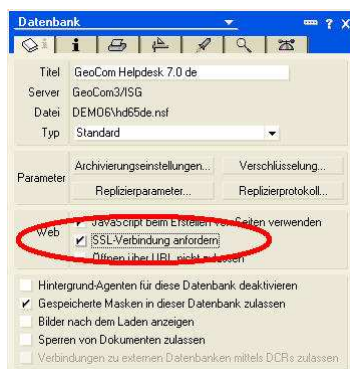 Datenbank
Titel GeoCom Helpdesk 7.0 de
Server GeoCom3/ISG
Datei DEMO6\hd65de.nsf
Typ Standard
Parameter
Archivierungseinstellungen... Verschlüsselung...
Replizierparameter... Replizierprotokoll...
Web
JavaScript beim Erstellen von Seiten verwenden
SSL-Verbindung anfordern
Öffnen über URL nicht zulassen
Hintergrund-Agenten für diese Datenbank deaktivieren
Gespeicherte Masken in dieser Datenbank zulassen
Bilder nach dem Laden anzeigen
Sperren von Dokumenten zulassen
Verbindungen zu externen Datenbanken mittels DCRs zulassen